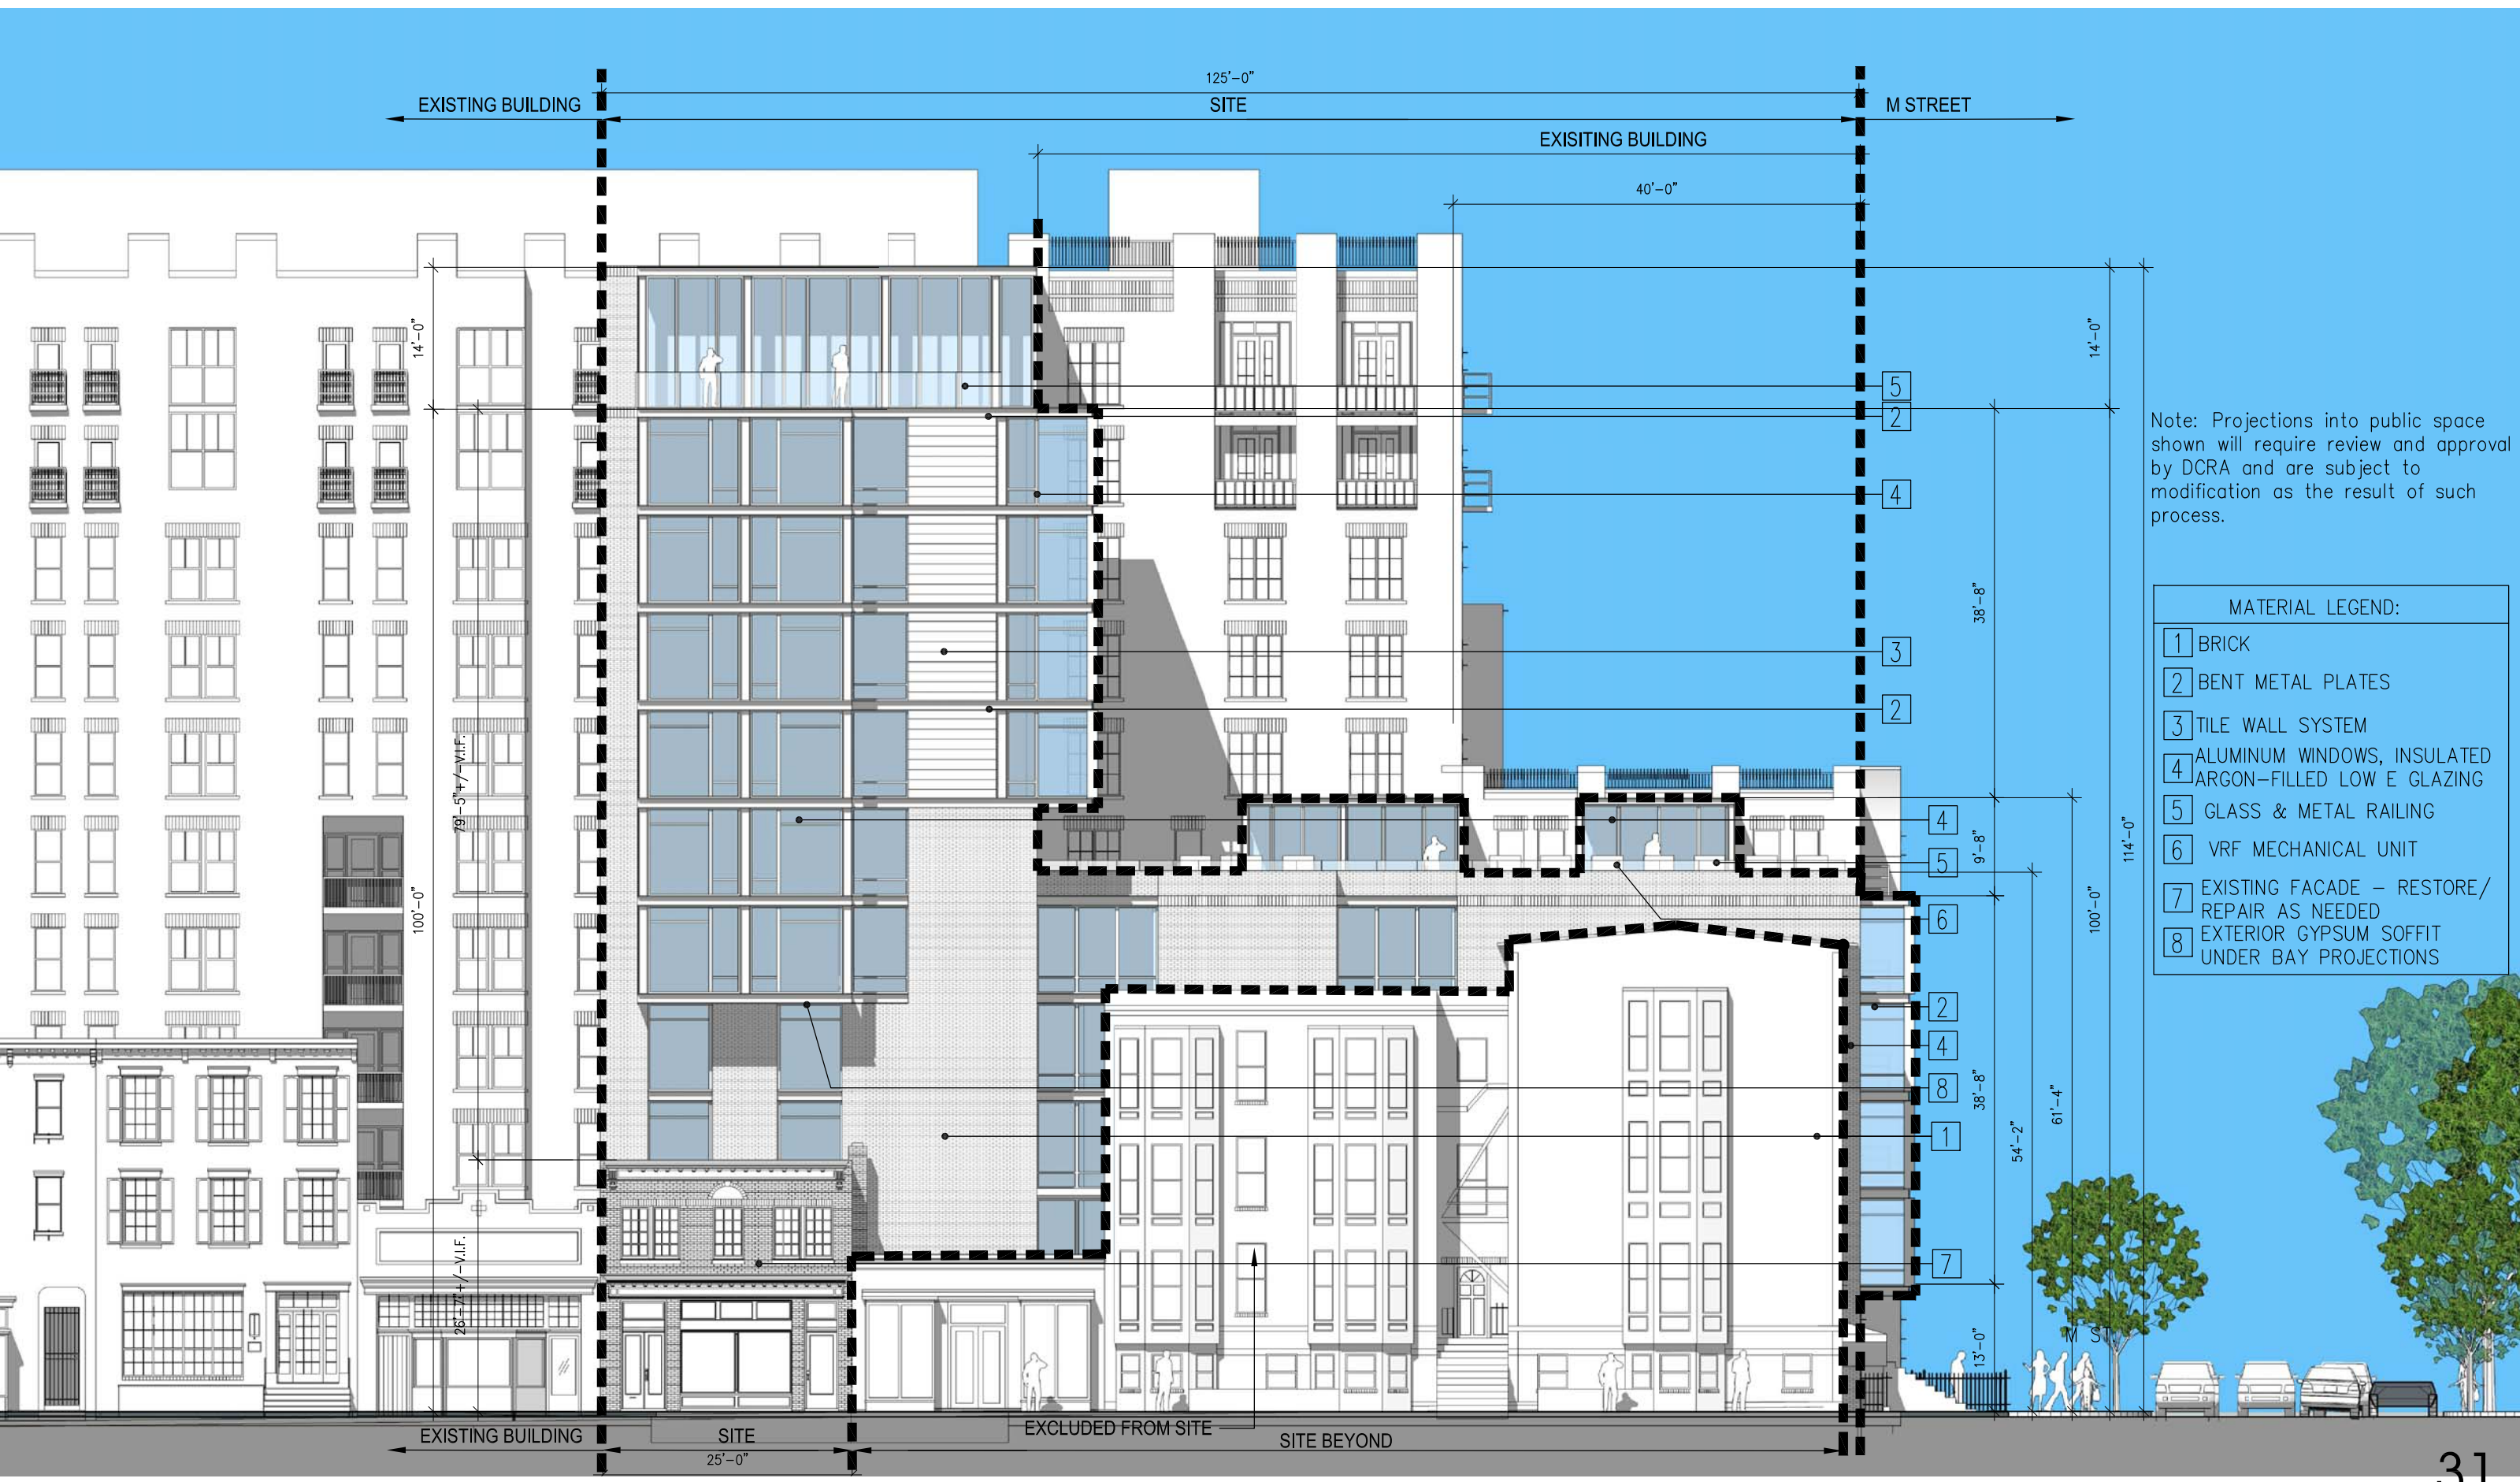 125'-0"
EXISTING BUILDING
SITE
M STREET
EXISITING BUILDING
40'-0"
14'-0"
14'-0"
5
2
Note: Projections into public space
shown will require review and approval
by DCRA and are subject to
modification as the result of such
process.
4
38'-8"
MATERIAL LEGEND:
1 BRICK
2 BENT METAL PLATES
3 TILE WALL SYSTEM
4 ALUMINUM WINDOWS, INSULATED
ARGON-FILLED LOW E GLAZING
5 GLASS & METAL RAILING
6 VRF MECHANICAL UNIT
7 EXISTING FACADE - RESTORE/
REPAIR AS NEEDED
8 EXTERIOR GYPSUM SOFFIT
UNDER BAY PROJECTIONS
3
2
79'-5"+/-V.I.F.
4
5
9'-8"
114'-0"
100'-0"
100'-0"
6
2
4
8
38'-8"
61'-4"
54'-2"
1
7
26'-7"+/-V.I.F.
M ST.
13'-0"
EXISTING BUILDING
SITE
EXCLUDED FROM SITE
SITE BEYOND
25'-0"
31